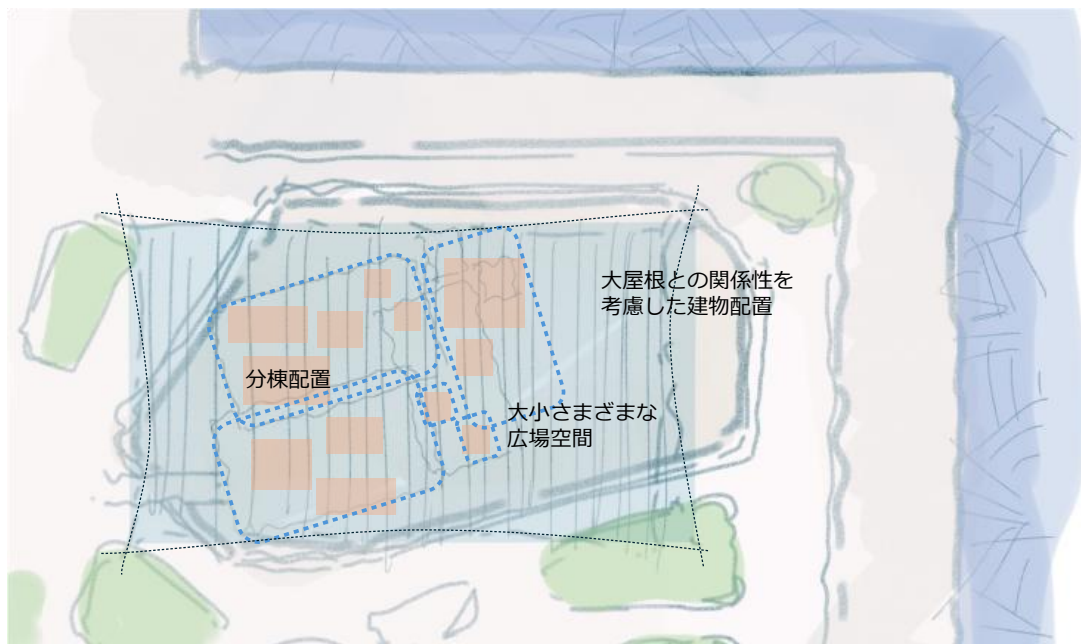 大屋根との関係性を
考慮した建物配置
分棟配置
大小さまざまな
広場空間